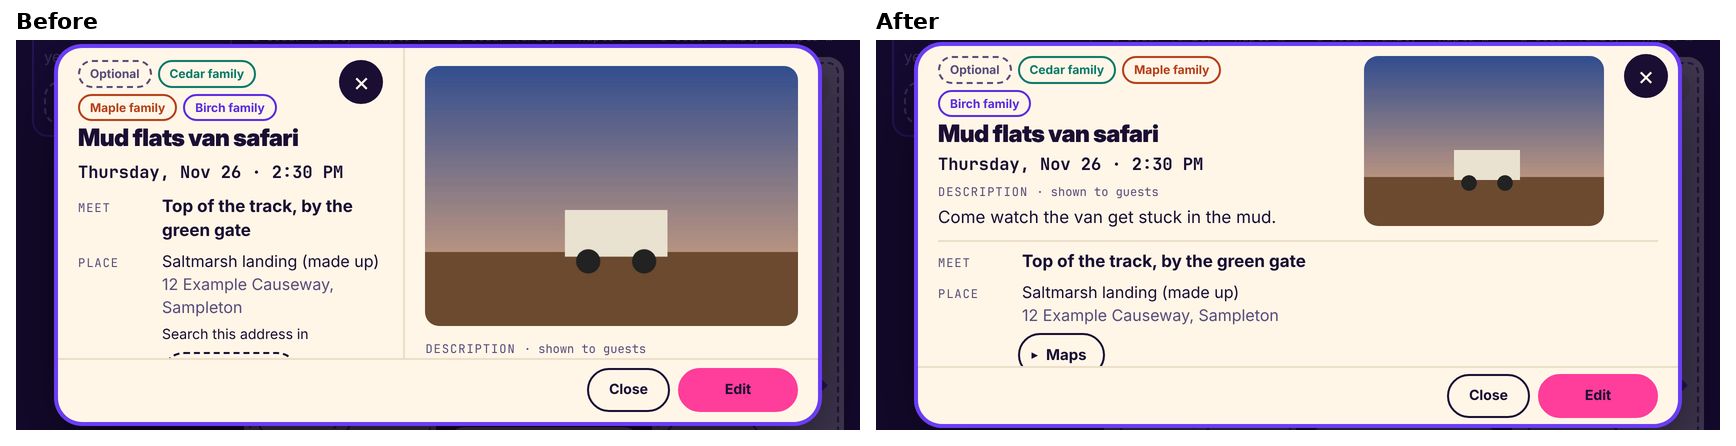 Before
Optional
Cedar family
Maple family
Birch family
Mud flats van safari
Thursday, Nov 26 · 2:30 PM
MEET
Top of the track, by the
green gate
PLACE
Saltmarsh landing (made up)
12 Example Causeway,
Sampleton
Search this address in
DESCRIPTION · shown to guests
Close
Edit
After
Optional
Cedar family
Maple family
Birch family
Mud flats van safari
Thursday, Nov 26 · 2:30 PM
DESCRIPTION · shown to guests
Come watch the van get stuck in the mud.
MEET
Top of the track, by the green gate
PLACE
Saltmarsh landing (made up)
12 Example Causeway, Sampleton
▸ Maps
Close
Edit